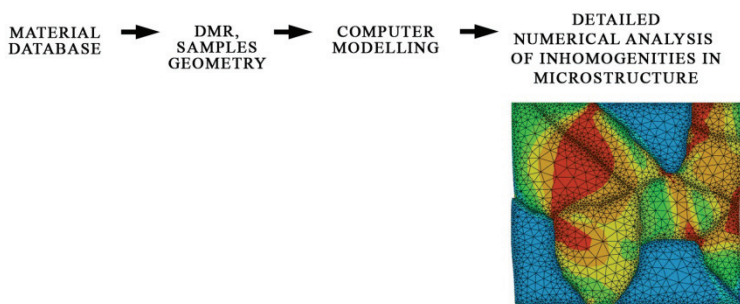 MATERIAL
DATABASE
DMR,
SAMPLES
GEOMETRY
COMPUTER
MODELLING
DETAILED
NUMERICAL ANALYSIS
OF INHOMOGENITIES IN
MICROSTRUCTURE